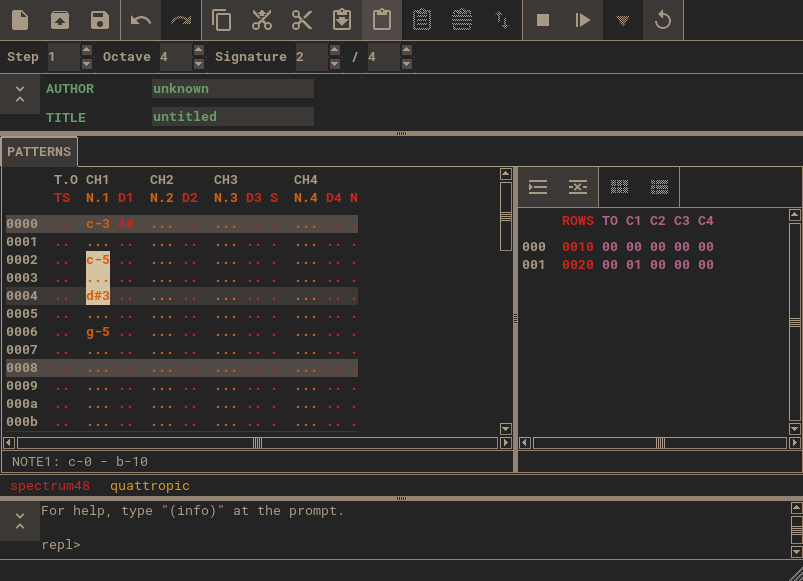 Step 1 Octave 4 Signature 2 / 4
AUTHOR unknown
TITLE untitled
PATTERNS
T.O CH1 CH2 CH3 CH4
TS N.1 D1 N.2 D2 N.3 D3 S N.4 D4 N
0000 .. c-3 40 ... .. ... .. . ... .. .
0001 .. ... .. ... .. ... .. . ... .. .
0002 .. c-5 .. ... .. ... .. . ... .. .
0003 .. ... .. ... .. ... .. . ... .. .
0004 .. d#3 .. ... .. ... .. . ... .. .
0005 .. ... .. ... .. ... .. . ... .. .
0006 .. g-5 .. ... .. ... .. . ... .. .
0007 .. ... .. ... .. ... .. . ... .. .
0008 .. ... .. ... .. ... .. . ... .. .
0009 .. ... .. ... .. ... .. . ... .. .
000a .. ... .. ... .. ... .. . ... .. .
000b .. ... .. ... .. ... .. . ... .. .
NOTE1: c-0 - b-10
ROWS TO C1 C2 C3 C4
000 0010 00 00 00 00 00
001 0020 00 01 00 00 00
spectrum48 quattropic
For help, type "(info)" at the prompt.
repl>